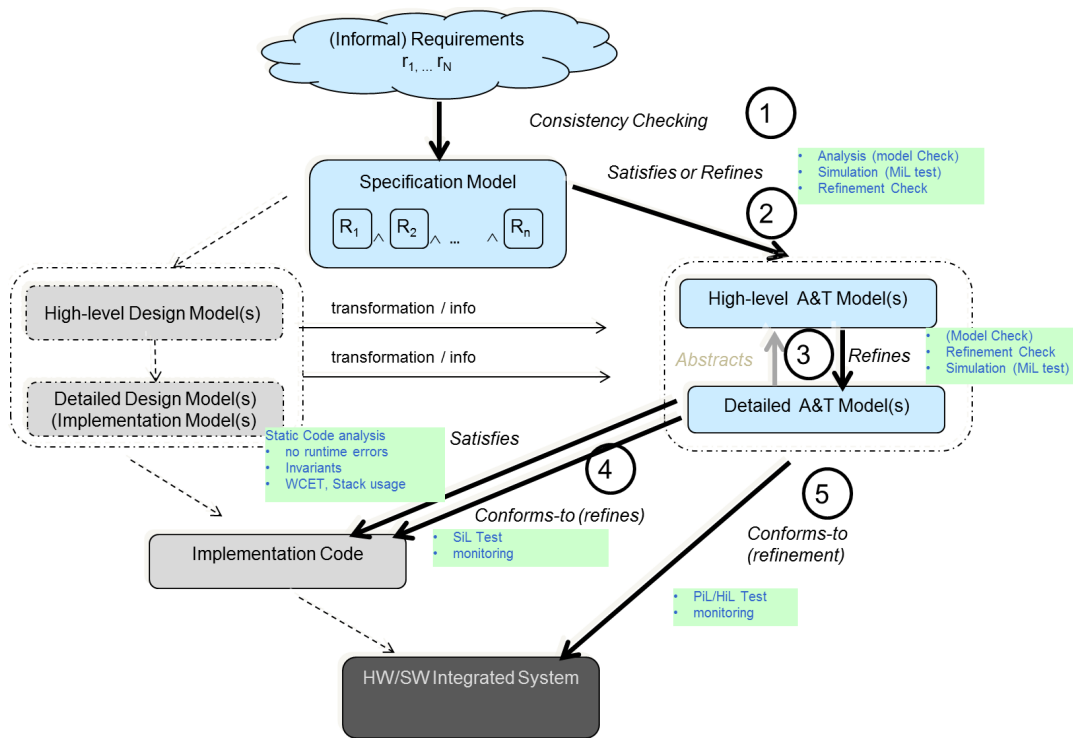 (Informal) Requirements
r1, ... rN
1
Consistency Checking
• Analysis (model Check)
• Simulation (MiL test)
• Refinement Check
Satisfies or Refines
Specification Model
2
R1 ^ R2 ^ ... ^ Rn
High-level Design Model(s)
transformation / info
High-level A&T Model(s)
3
Abstracts
Refines
• (Model Check)
• Refinement Check
• Simulation (MiL test)
transformation / info
Detailed Design Model(s)
(Implementation Model(s)
Detailed A&T Model(s)
Static Code analysis
• no runtime errors
• Invariants
• WCET, Stack usage
Satisfies
4
5
Conforms-to (refines)
• SiL Test
• monitoring
Conforms-to
(refinement)
Implementation Code
• PiL/HiL Test
• monitoring
HW/SW Integrated System